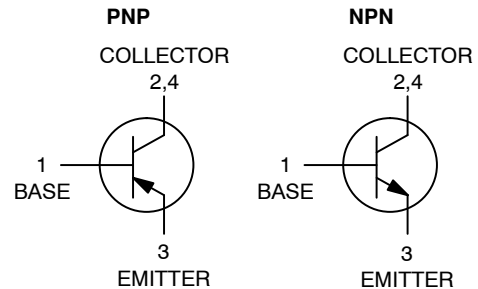 PNP
COLLECTOR
2,4
1
BASE
3
EMITTER
NPN
COLLECTOR
2,4
1
BASE
3
EMITTER